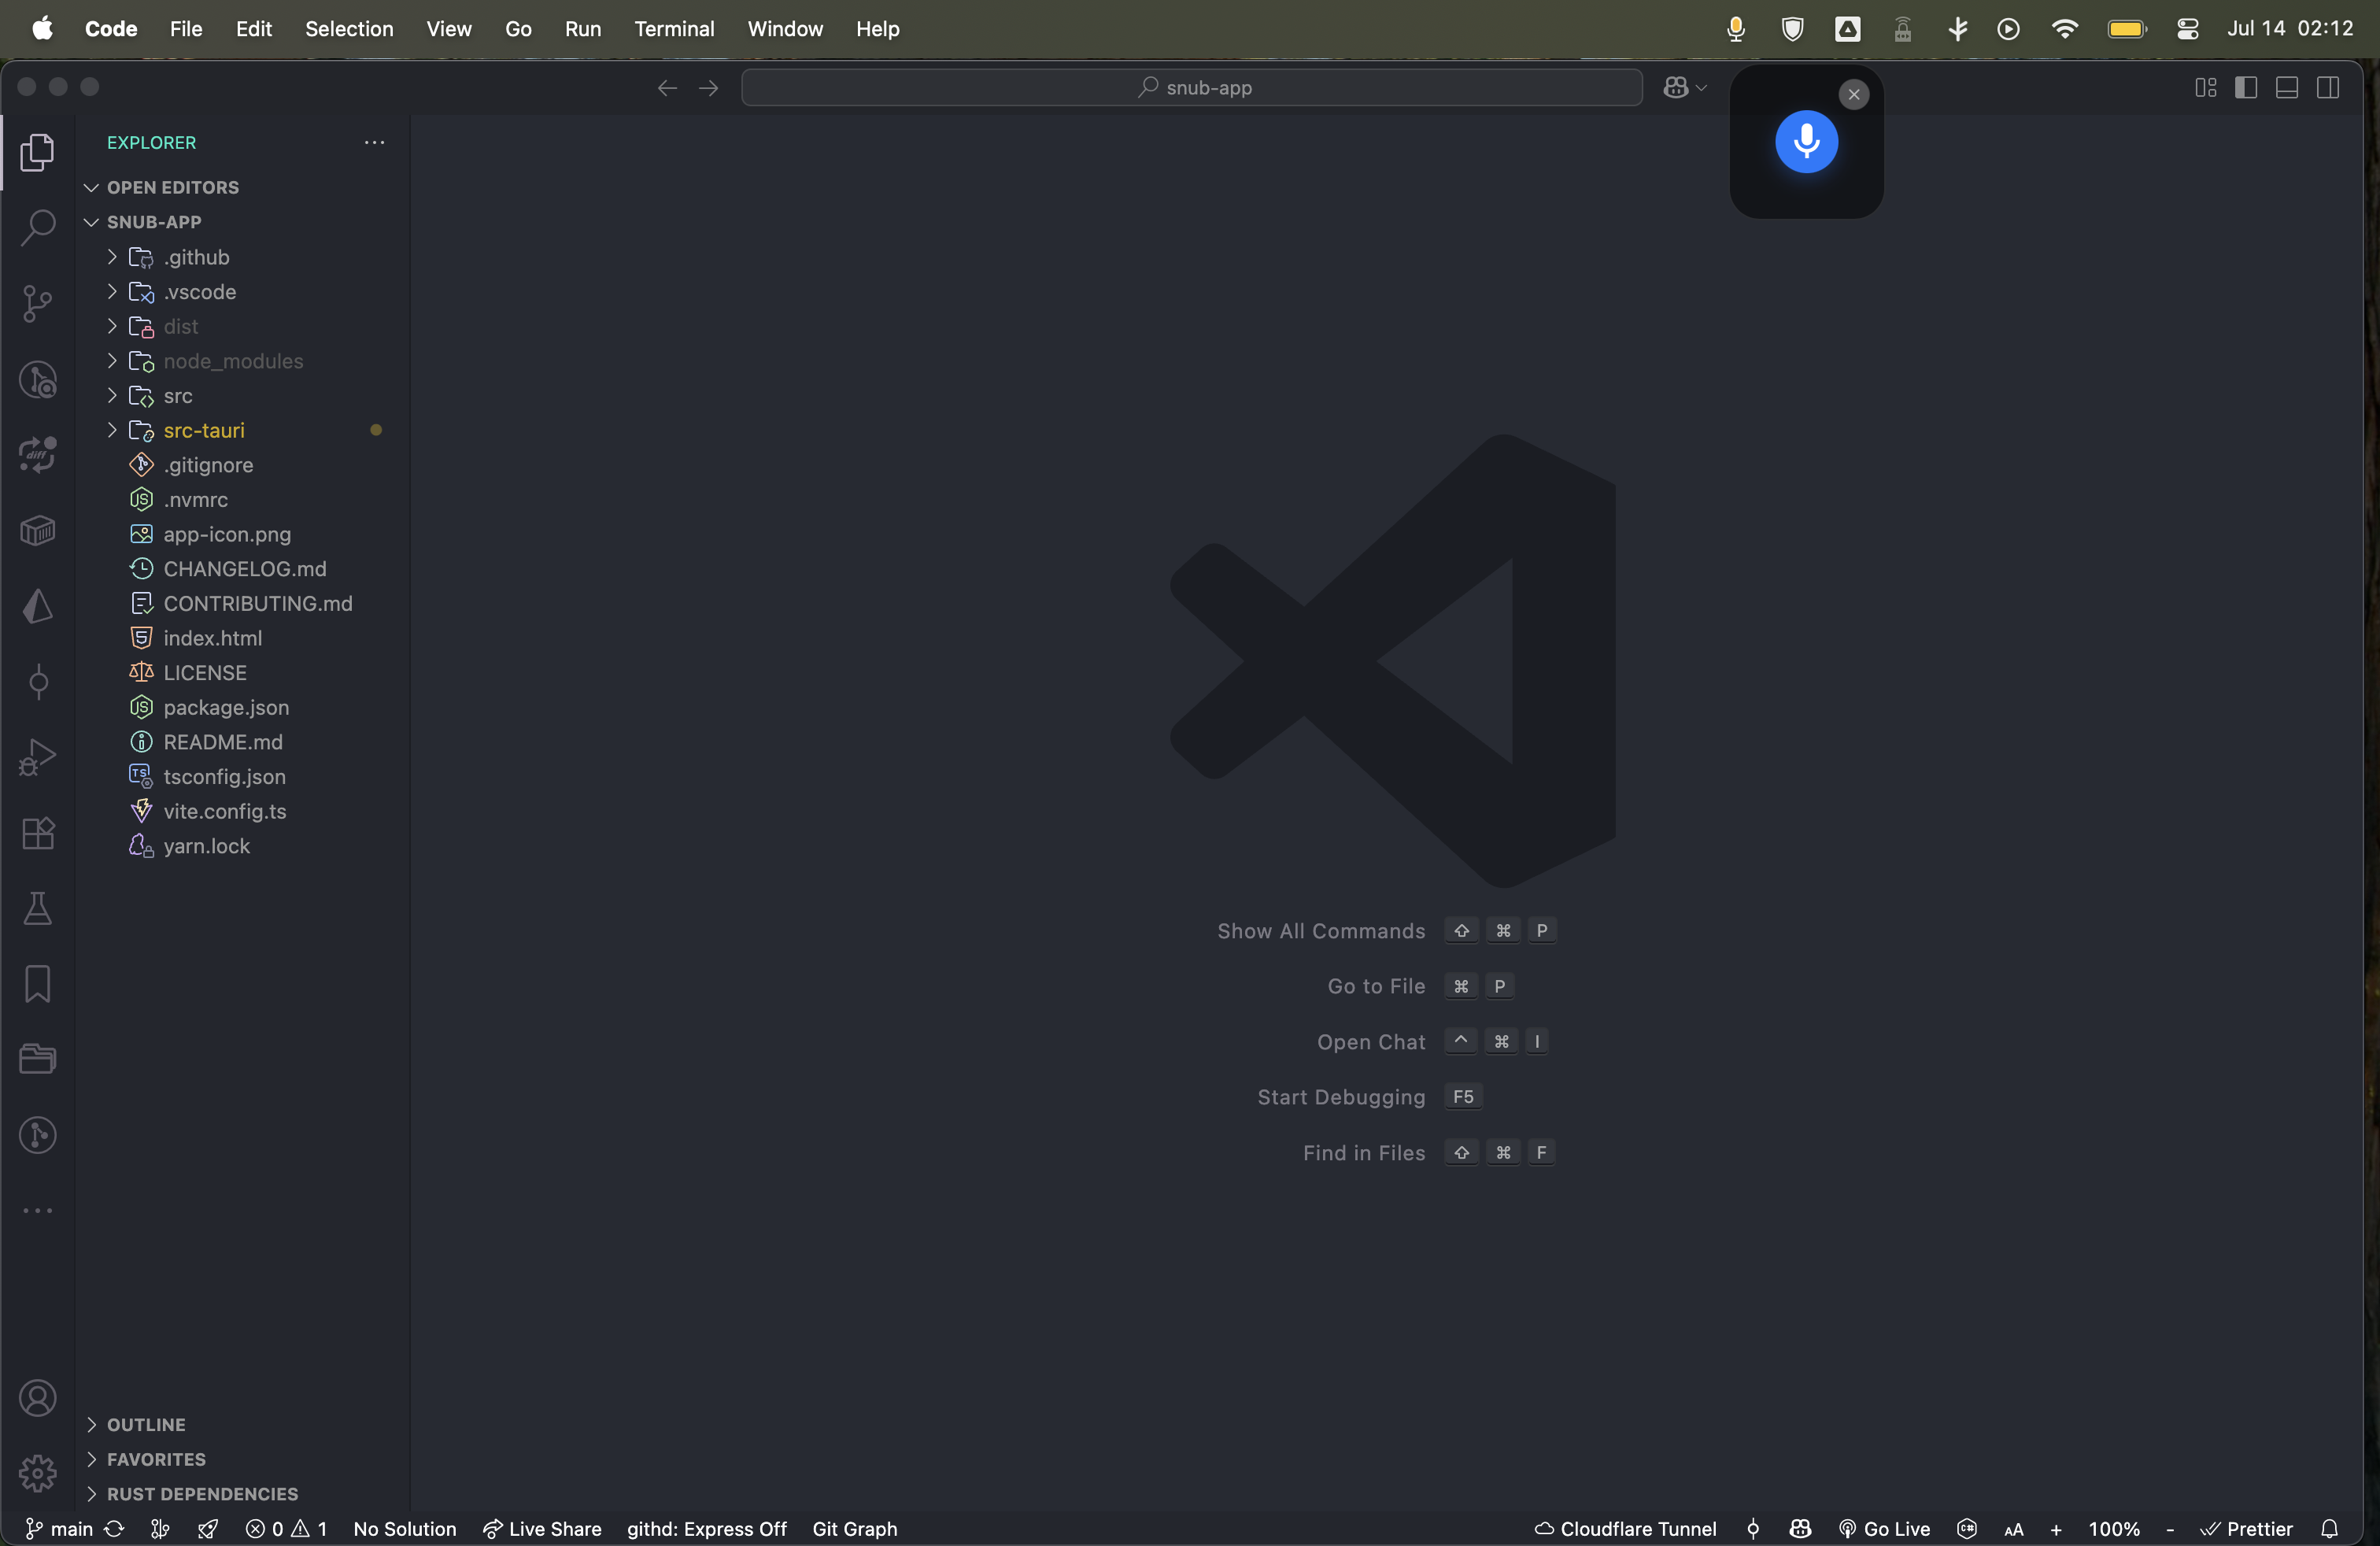 Code File Edit Selection View Go Run Terminal Window Help Jul 14 02:12
snub-app
EXPLORER
OPEN EDITORS
SNUB-APP
.github
.vscode
dist
node_modules
src
src-tauri
.gitignore
.nvmrc
app-icon.png
CHANGELOG.md
CONTRIBUTING.md
index.html
LICENSE
package.json
README.md
tsconfig.json
vite.config.ts
yarn.lock
OUTLINE
FAVORITES
RUST DEPENDENCIES
Show All Commands ⇧ ⌘ P
Go to File ⌘ P
Open Chat ^ ⌘ I
Start Debugging F5
Find in Files ⇧ ⌘ F
main 0 1 No Solution Live Share githd: Express Off Git Graph Cloudflare Tunnel Go Live AA + 100% - Prettier